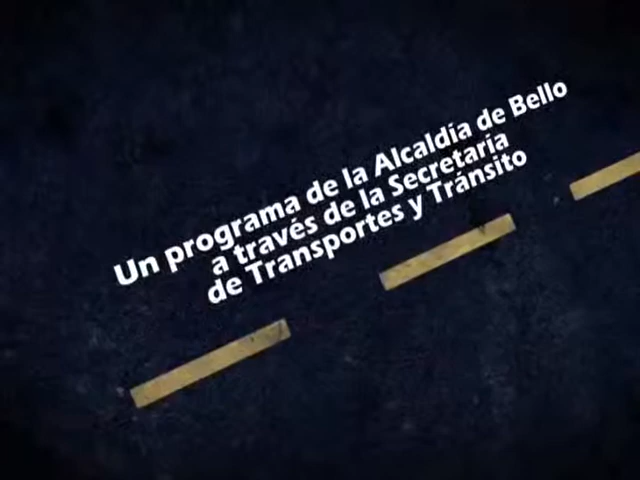 Un programa de la Alcaldía de Bello
a través de la Secretaría
de Transportes y Tránsito